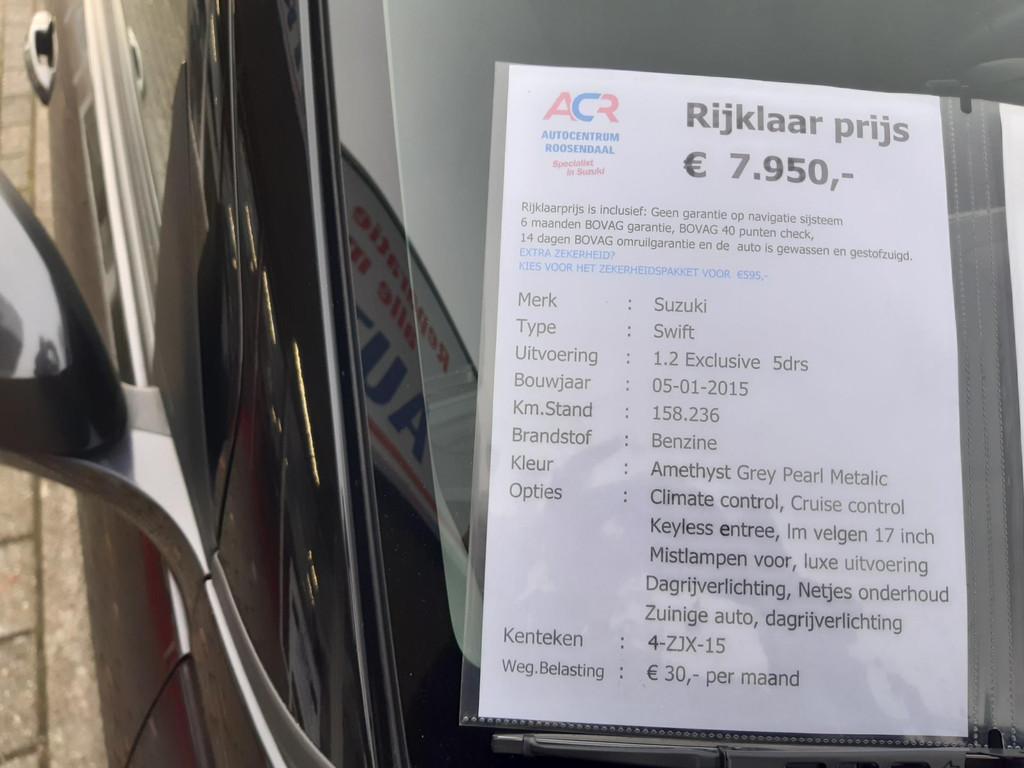 ACR
AUTOCENTRUM
ROOSENDAAL
Specialist
in Suzuki
Rijklaar prijs
€ 7.950,-
Rijklaarprijs is inclusief: Geen garantie op navigatie sijsteem
6 maanden BOVAG garantie, BOVAG 40 punten check,
14 dagen BOVAG omruilgarantie en de auto is gewassen en gestofzuigd.
EXTRA ZEKERHEID?
KIES VOOR HET ZEKERHEIDSPAKKET VOOR €595,-
Merk : Suzuki
Type : Swift
Uitvoering : 1.2 Exclusive 5drs
Bouwjaar : 05-01-2015
Km.Stand : 158.236
Brandstof : Benzine
Kleur : Amethyst Grey Pearl Metalic
Opties : Climate control, Cruise control
Keyless entree, lm velgen 17 inch
Mistlampen voor, luxe uitvoering
Dagrijverlichting, Netjes onderhoud
Zuinige auto, dagrijverlichting
Kenteken : 4-ZJX-15
Weg.Belasting : € 30,- per maand